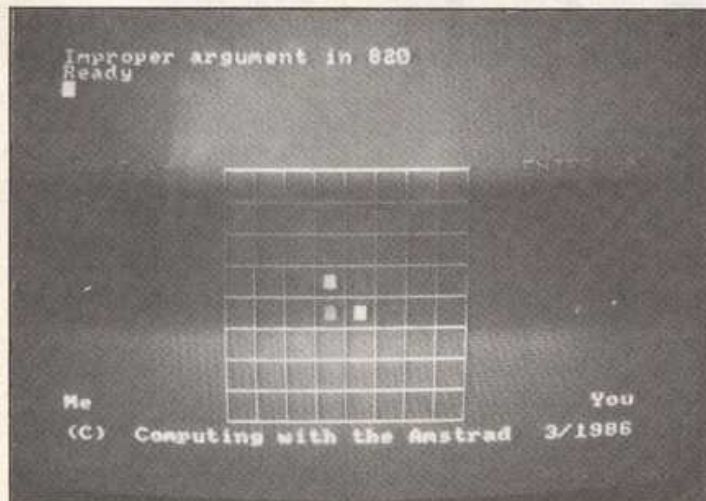 Improper argument in 820
Ready
Me You
(C) Computing with the Amstrad 3/1986